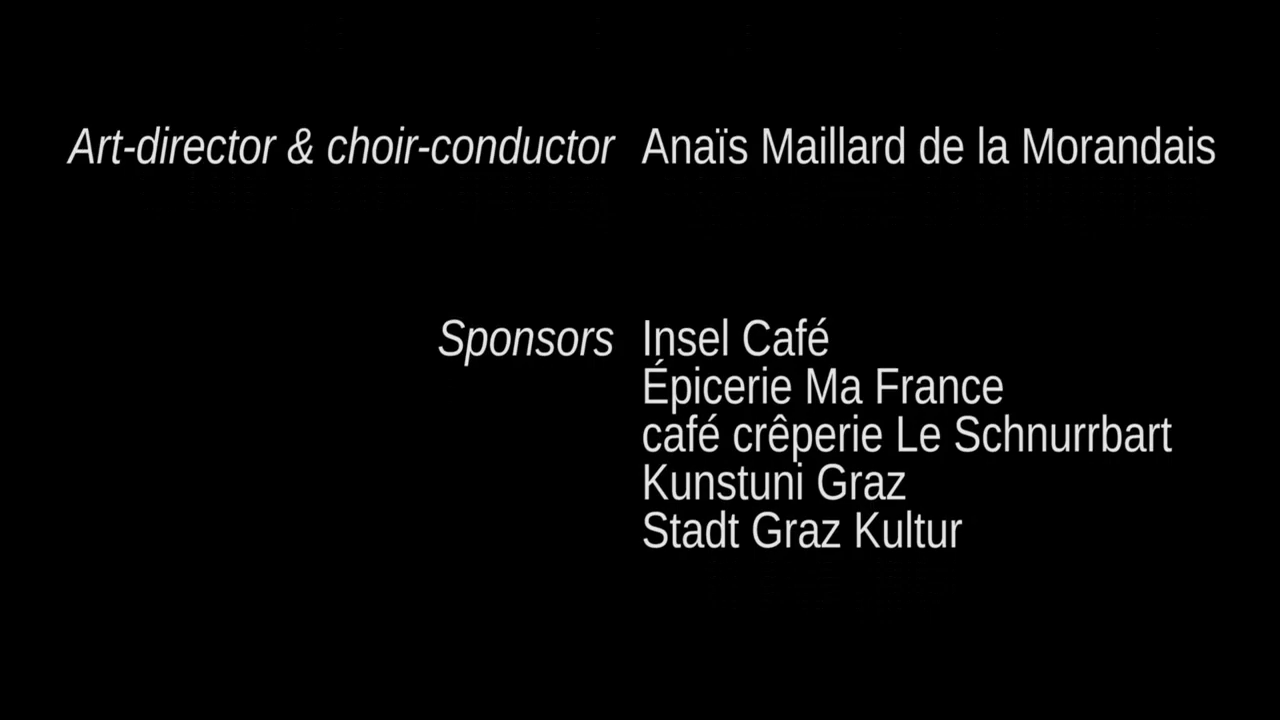 Art-director & choir-conductor Anaïs Maillard de la Morandais
Sponsors Insel Café
Épicerie Ma France
café crêperie Le Schnurrbart
Kunstuni Graz
Stadt Graz Kultur